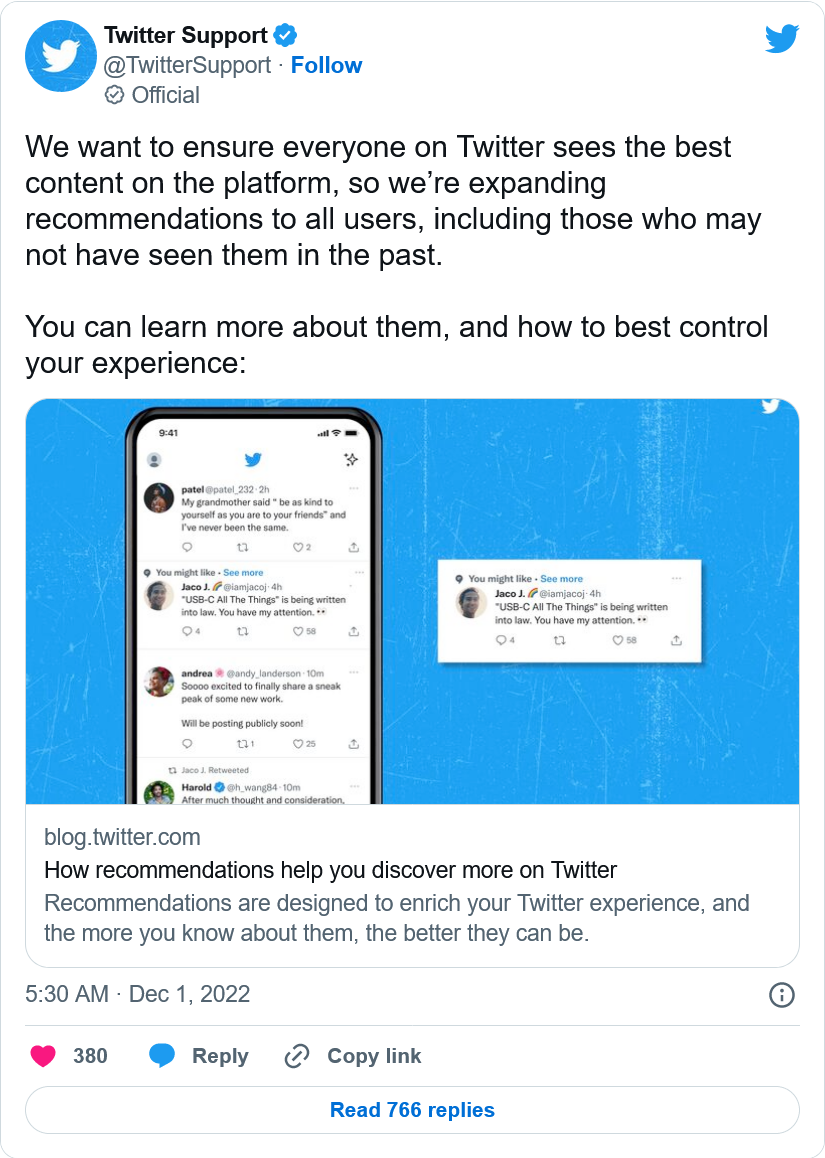 Twitter Support
@TwitterSupport · Follow
Official
We want to ensure everyone on Twitter sees the best
content on the platform, so we’re expanding
recommendations to all users, including those who may
not have seen them in the past.
You can learn more about them, and how to best control
your experience:
9:41
patel @patel_232 · 2h
My grandmother said " be as kind to
yourself as you are to your friends" and
I've never been the same.
2
You might like · See more
Jaco J. 🌈 @iamjacoj · 4h
"USB-C All The Things" is being written
into law. You have my attention. 👀
4 58
andrea 🌸 @andy_landerson · 10m
Soooo excited to finally share a sneak
peak of some new work.
Will be posting publicly soon!
1 25
Jaco J. Retweeted
Harold @h_wang84 · 10m
After much thought and consideration,
You might like · See more
Jaco J. 🌈 @iamjacoj · 4h
"USB-C All The Things" is being written
into law. You have my attention. 👀
4 58
blog.twitter.com
How recommendations help you discover more on Twitter
Recommendations are designed to enrich your Twitter experience, and
the more you know about them, the better they can be.
5:30 AM · Dec 1, 2022
380 Reply Copy link
Read 766 replies